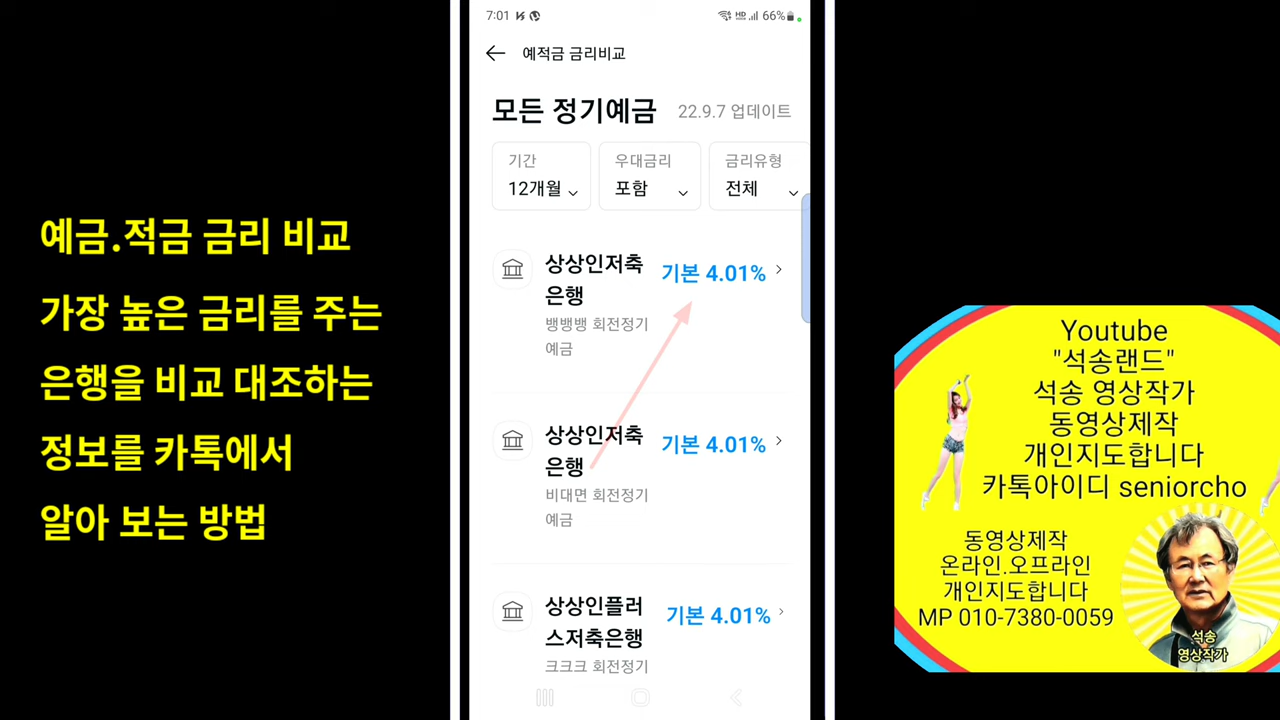 예금.적금 금리 비교
가장 높은 금리를 주는
은행을 비교 대조하는
정보를 카톡에서
알아 보는 방법
7:01
HD
66%
예적금 금리비교
모든 정기예금 22.9.7 업데이트
기간
12개월
우대금리
포함
금리유형
전체
상상인저축
은행
기본 4.01%
뱅뱅뱅 회전정기
예금
상상인저축
은행
기본 4.01%
비대면 회전정기
예금
상상인플러
스저축은행
기본 4.01%
크크크 회전정기
Youtube
"석송랜드"
석송 영상작가
동영상제작
개인지도합니다
카톡아이디 seniorcho
동영상제작
온라인.오프라인
개인지도합니다
MP 010-7380-0059
석송
영상작가